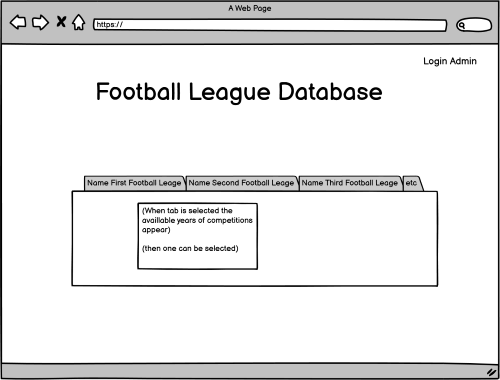 A Web Page
https://
Login Admin
Football League Database
Name First Football Leage
Name Second Football Leage
Name Third Football Leage
etc
(When tab is selected the
availlable years of competitions
appear)
(then one can be selected)